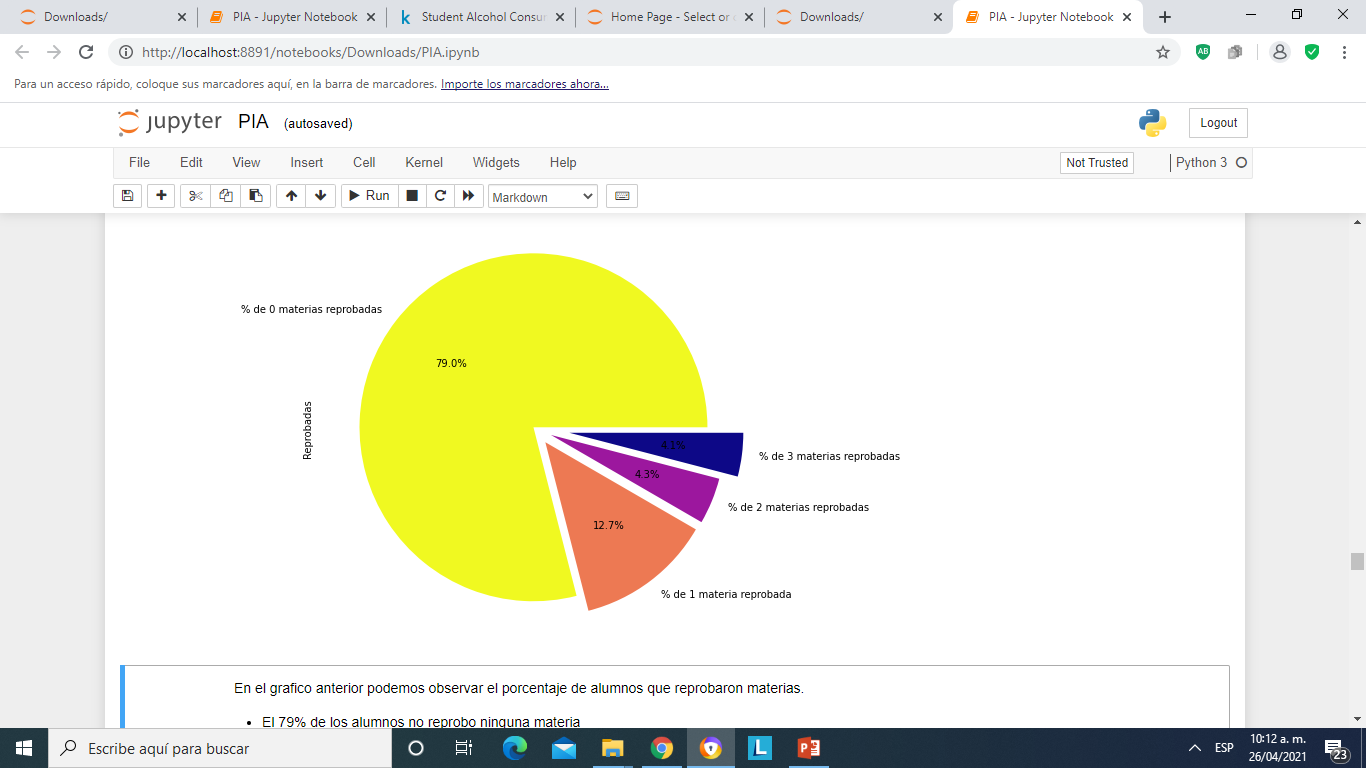 Downloads/
PIA - Jupyter Notebook
Student Alcohol Consu
Home Page - Select or
Downloads/
PIA - Jupyter Notebook
http://localhost:8891/notebooks/Downloads/PIA.ipynb
Para un acceso rápido, coloque sus marcadores aquí, en la barra de marcadores. Importe los marcadores ahora...
jupyter PIA (autosaved)
Logout
File Edit View Insert Cell Kernel Widgets Help
Not Trusted
Python 3
Run
Markdown
% de 0 materias reprobadas
79.0%
Reprobadas
4.1%
% de 3 materias reprobadas
4.3%
% de 2 materias reprobadas
12.7%
% de 1 materia reprobada
En el grafico anterior podemos observar el porcentaje de alumnos que reprobaron materias.
• El 79% de los alumnos no reprobo ninguna materia
Escribe aquí para buscar
ESP
10:12 a. m.
26/04/2021
23